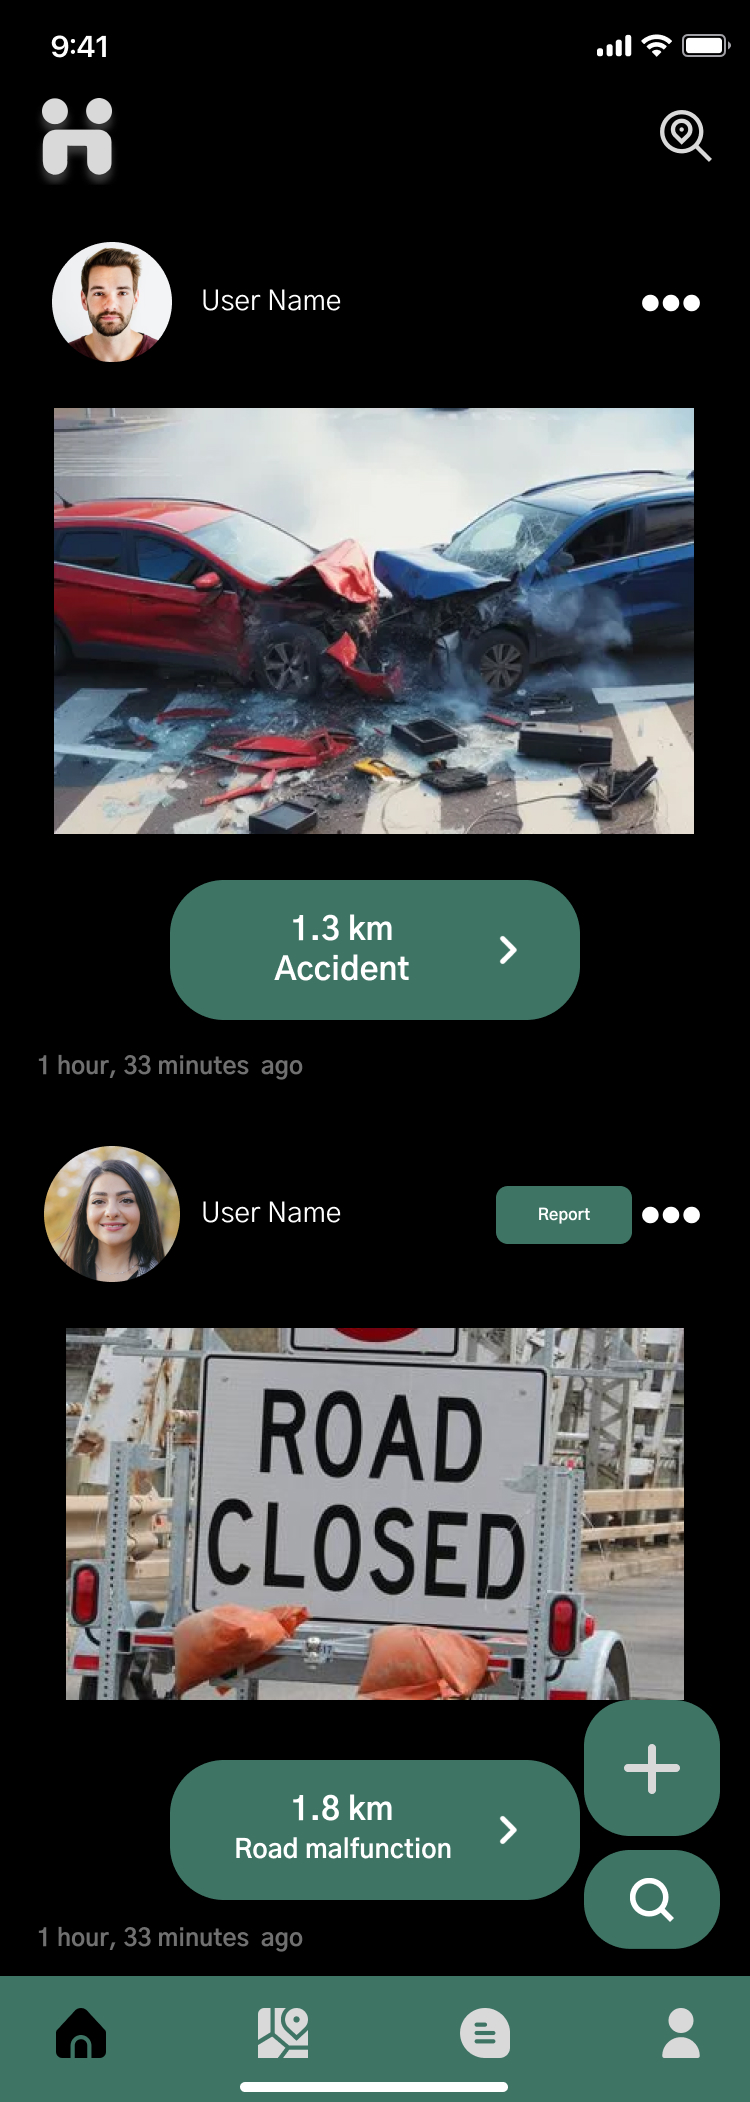 9:41
User Name
1.3 km
Accident
1 hour, 33 minutes  ago
User Name
Report
ROAD
CLOSED
1.8 km
Road malfunction
1 hour, 33 minutes  ago